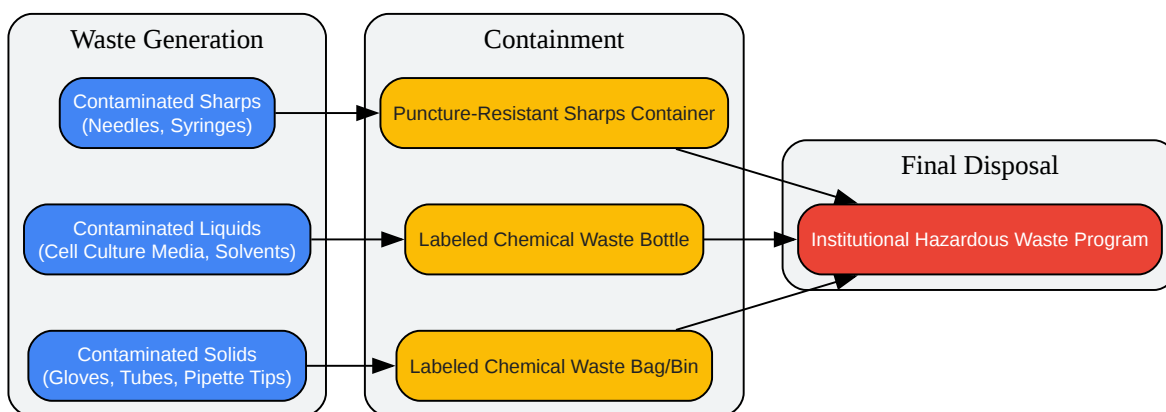 Waste Generation
Contaminated Sharps
(Needles, Syringes)
Contaminated Liquids
(Cell Culture Media, Solvents)
Contaminated Solids
(Gloves, Tubes, Pipette Tips)
Containment
Puncture-Resistant Sharps Container
Labeled Chemical Waste Bottle
Labeled Chemical Waste Bag/Bin
Final Disposal
Institutional Hazardous Waste Program